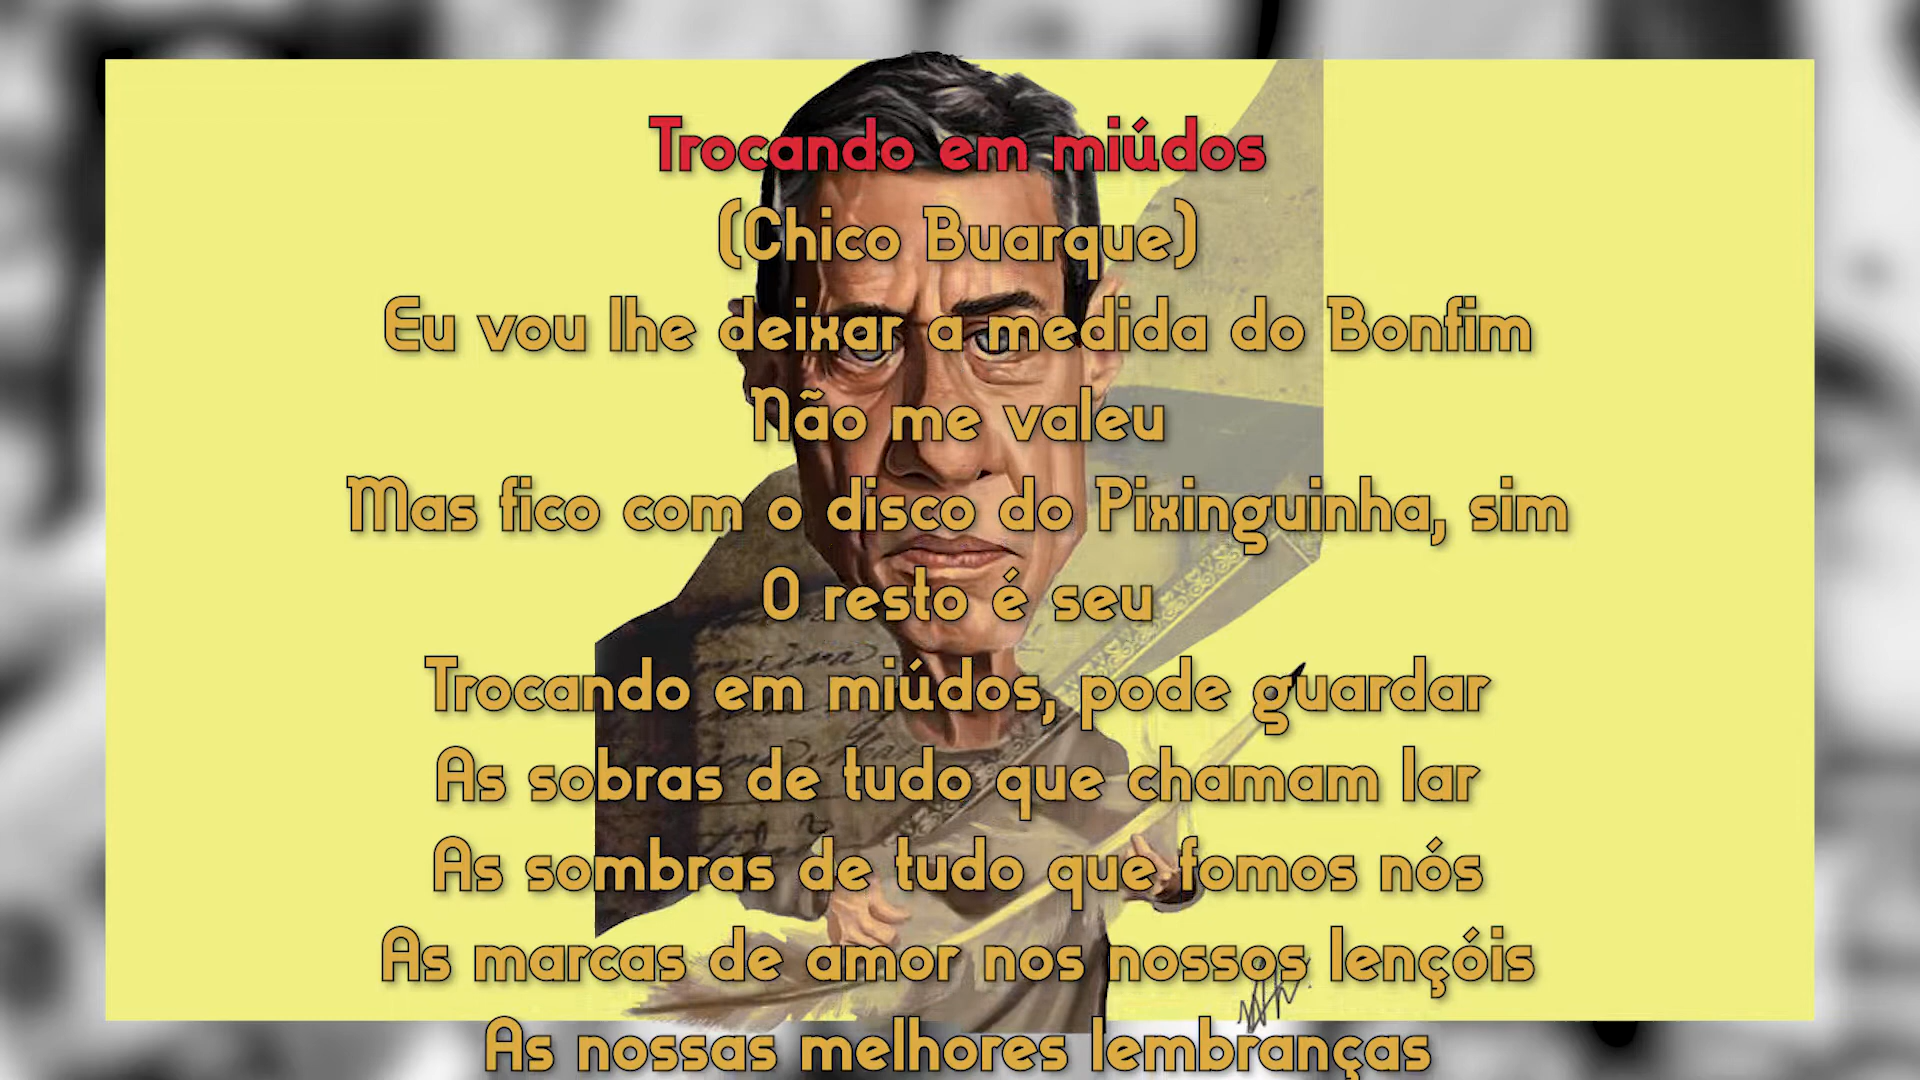 Trocando em miúdos
(Chico Buarque)
Eu vou lhe deixar a medida do Bonfim
Não me valeu
Mas fico com o disco do Pixinguinha, sim
O resto é seu
Trocando em miúdos, pode guardar
As sobras de tudo que chamam lar
As sombras de tudo que fomos nós
As marcas de amor nos nossos lençóis
As nossas melhores lembranças